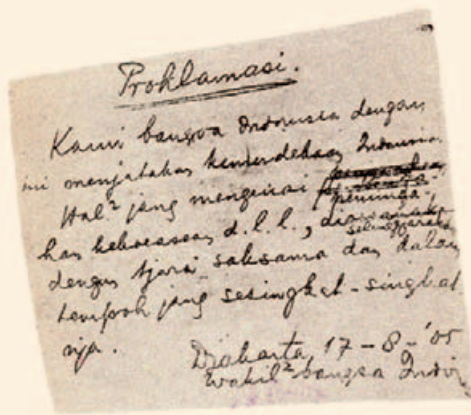 Proklamasi.
Kami bangsa Indonesia dengan
ini menjatakan kemerdekaan Indonesia.
Hal² jang mengenai
pemindahan
kekoeasaan d.l.l.,
diselenggarakan
dengan tjara saksama dan dalam
tempoh jang sesingkat-singkat
nja.
Djakarta, 17 - 8 - '05
Wakil² bangsa Indon